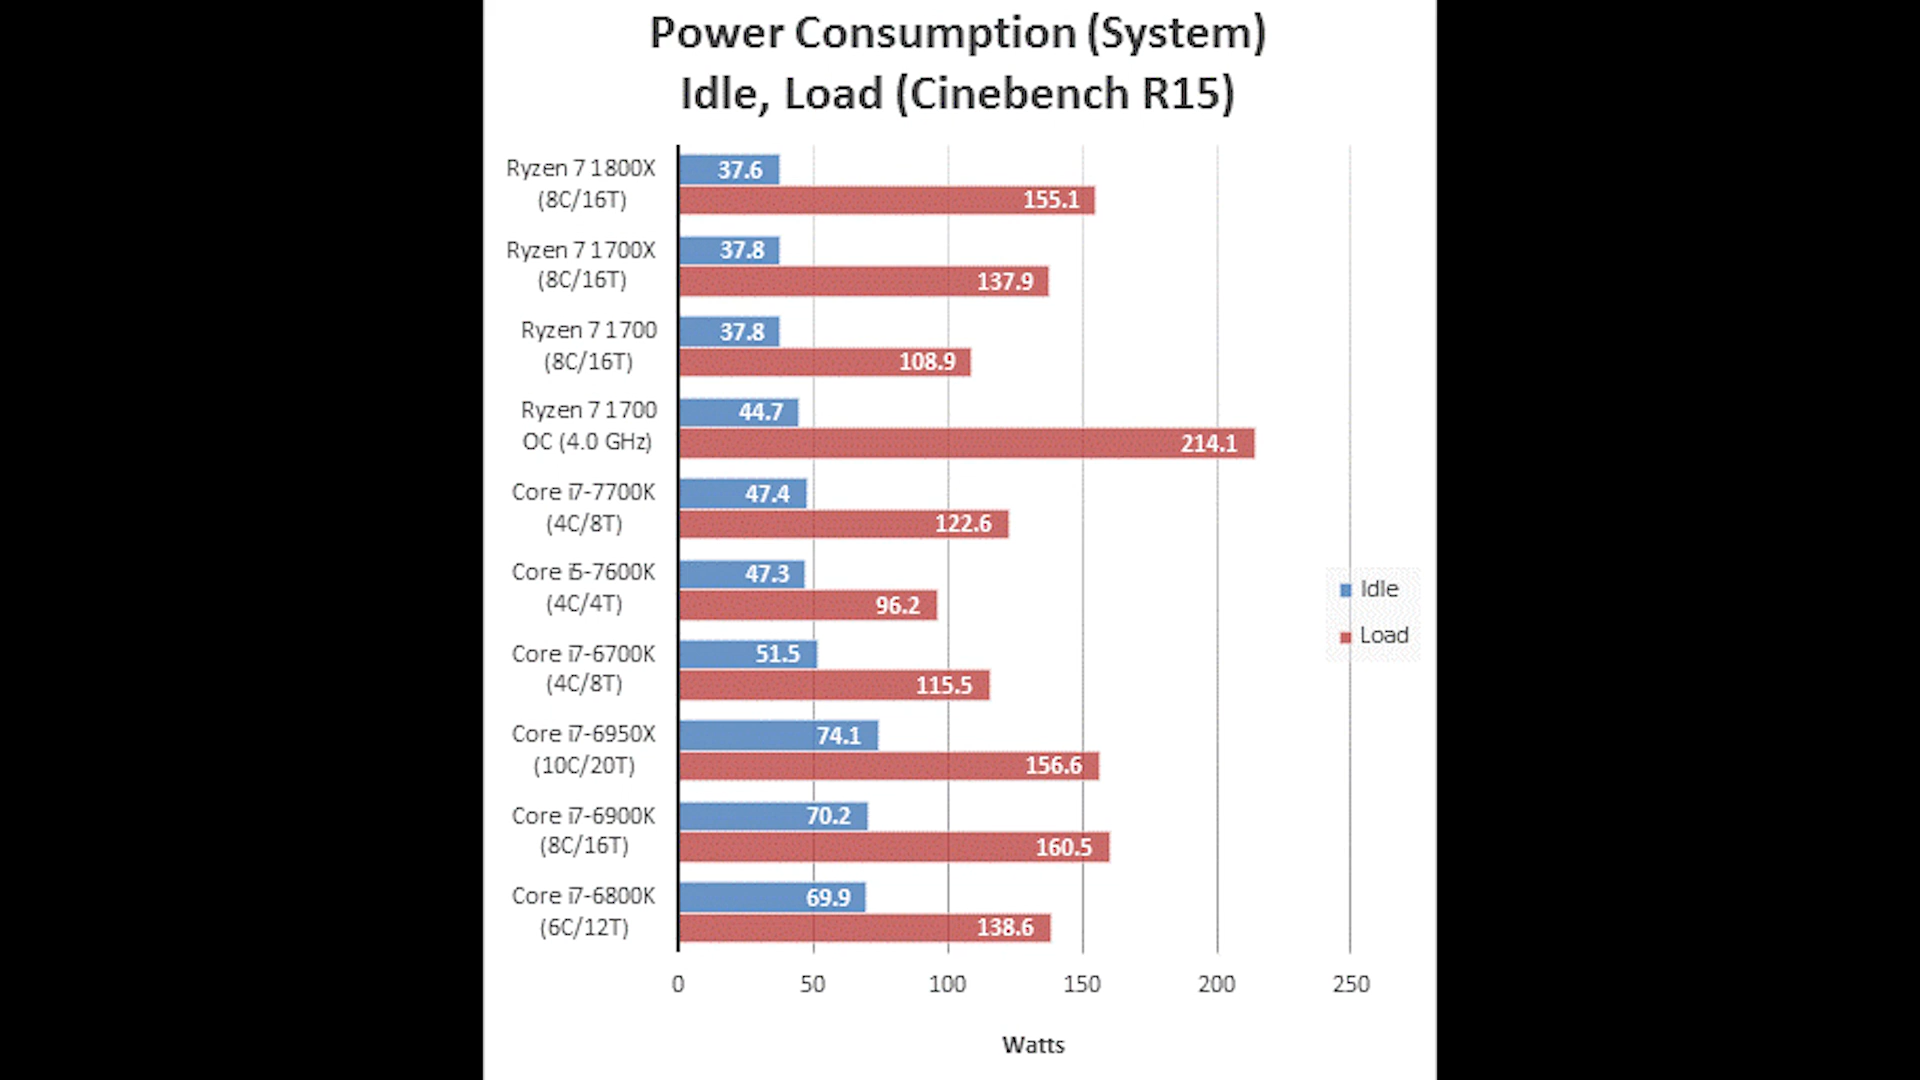 Power Consumption (System)
Idle, Load (Cinebench R15)
Ryzen 7 1800X
(8C/16T)
37.6
155.1
Ryzen 7 1700X
(8C/16T)
37.8
137.9
Ryzen 7 1700
(8C/16T)
37.8
108.9
Ryzen 7 1700
OC (4.0 GHz)
44.7
214.1
Core i7-7700K
(4C/8T)
47.4
122.6
Core i5-7600K
(4C/4T)
47.3
96.2
Core i7-6700K
(4C/8T)
51.5
115.5
Core i7-6950X
(10C/20T)
74.1
156.6
Core i7-6900K
(8C/16T)
70.2
160.5
Core i7-6800K
(6C/12T)
69.9
138.6
Idle
Load
0 50 100 150 200 250
Watts